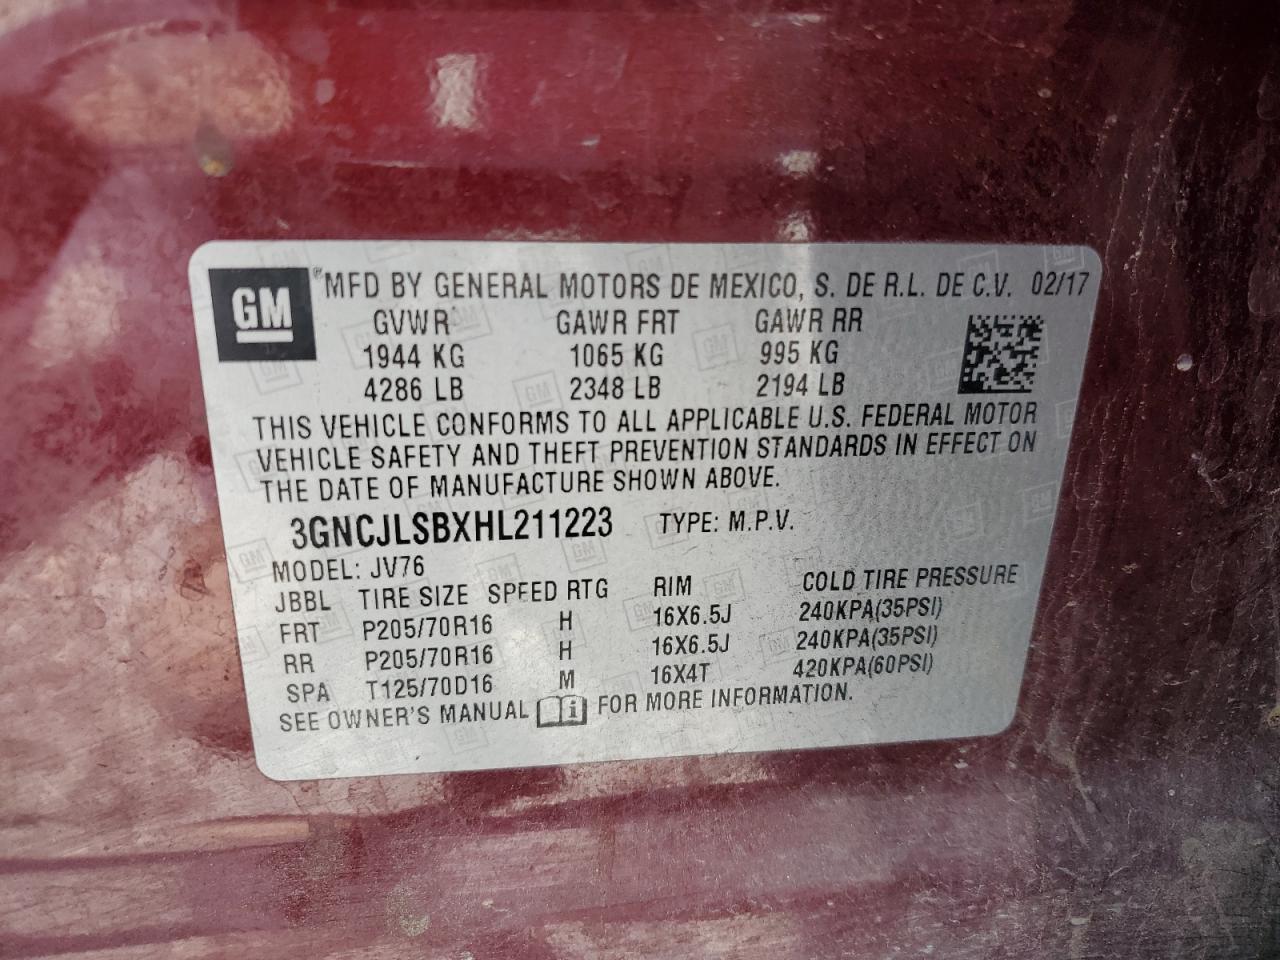 GM ® MFD BY GENERAL MOTORS DE MEXICO, S. DE R.L. DE C.V. 02/17
GVWR GAWR FRT GAWR RR
1944 KG 1065 KG 995 KG
4286 LB 2348 LB 2194 LB
THIS VEHICLE CONFORMS TO ALL APPLICABLE U.S. FEDERAL MOTOR
VEHICLE SAFETY AND THEFT PREVENTION STANDARDS IN EFFECT ON
THE DATE OF MANUFACTURE SHOWN ABOVE.
3GNCJLSBXHL211223 TYPE: M.P.V.
MODEL: JV76
JBBL TIRE SIZE SPEED RTG RIM COLD TIRE PRESSURE
FRT P205/70R16 H 16X6.5J 240KPA(35PSI)
RR P205/70R16 H 16X6.5J 240KPA(35PSI)
SPA T125/70D16 M 16X4T 420KPA(60PSI)
SEE OWNER'S MANUAL i FOR MORE INFORMATION.